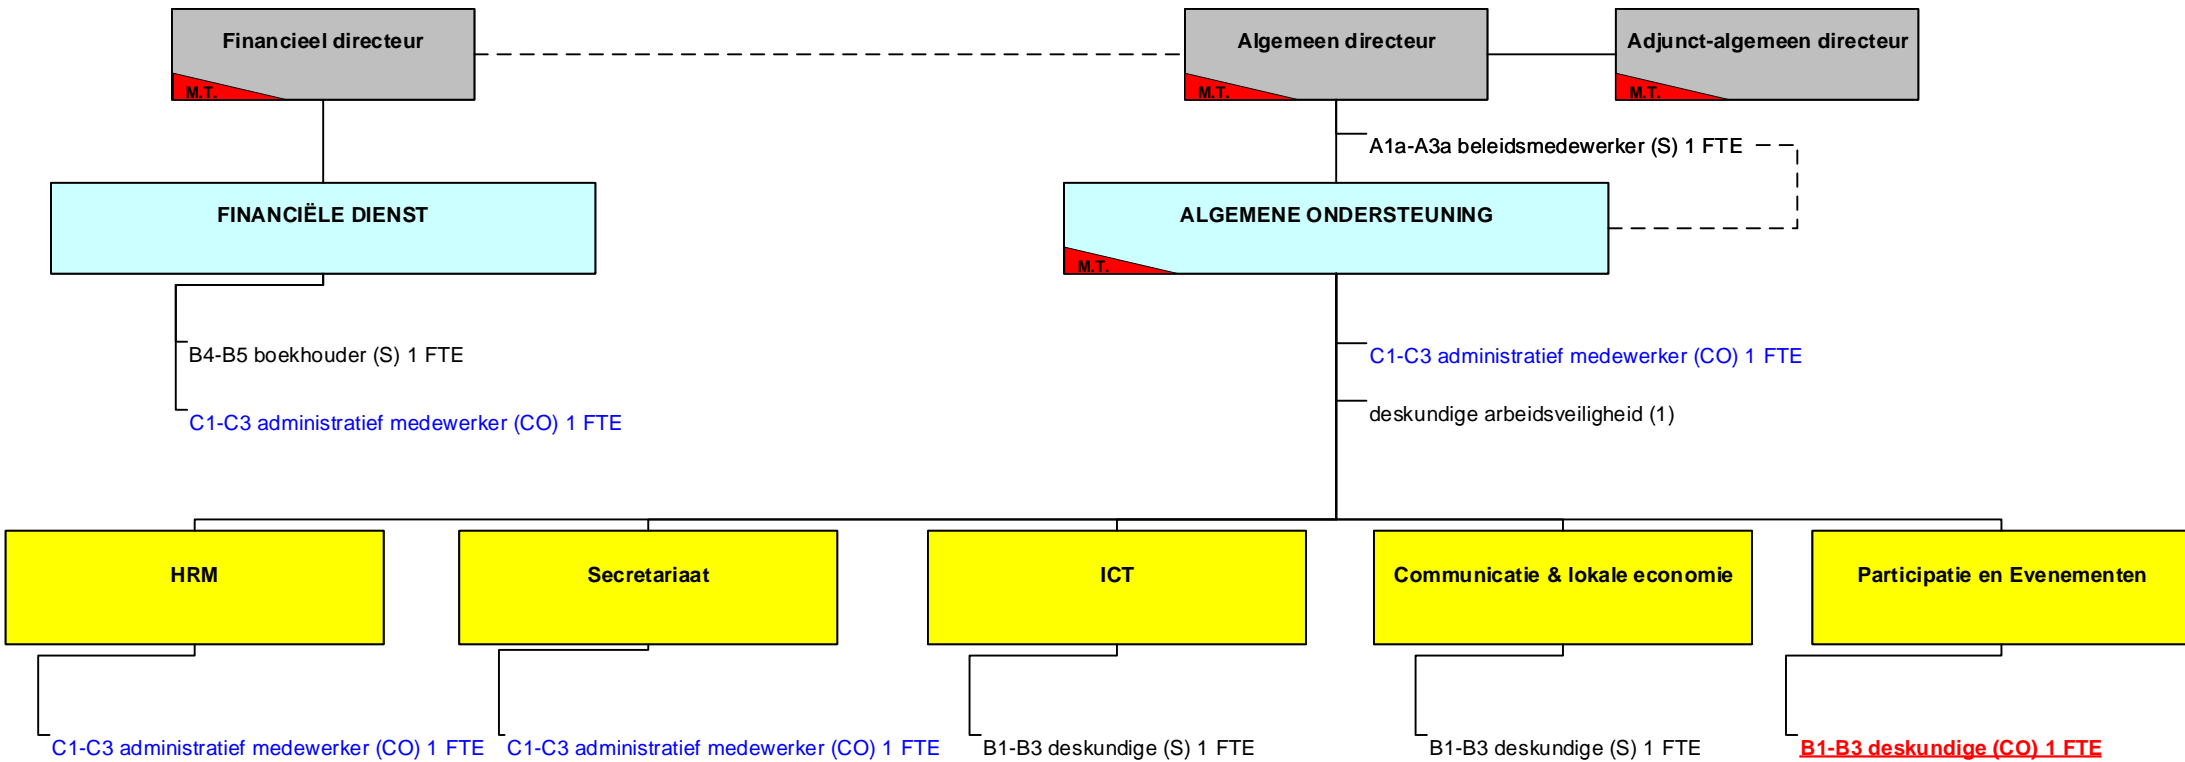 Financieel directeur
M.T.
Algemeen directeur
M.T.
Adjunct-algemeen directeur
M.T.
A1a-A3a beleidsmedewerker (S) 1 FTE
FINANCIËLE DIENST
ALGEMENE ONDERSTEUNING
M.T.
B4-B5 boekhouder (S) 1 FTE
C1-C3 administratief medewerker (CO) 1 FTE
C1-C3 administratief medewerker (CO) 1 FTE
deskundige arbeidsveiligheid (1)
HRM
Secretariaat
ICT
Communicatie & lokale economie
Participatie en Evenementen
C1-C3 administratief medewerker (CO) 1 FTE
C1-C3 administratief medewerker (CO) 1 FTE
B1-B3 deskundige (S) 1 FTE
B1-B3 deskundige (S) 1 FTE
B1-B3 deskundige (CO) 1 FTE